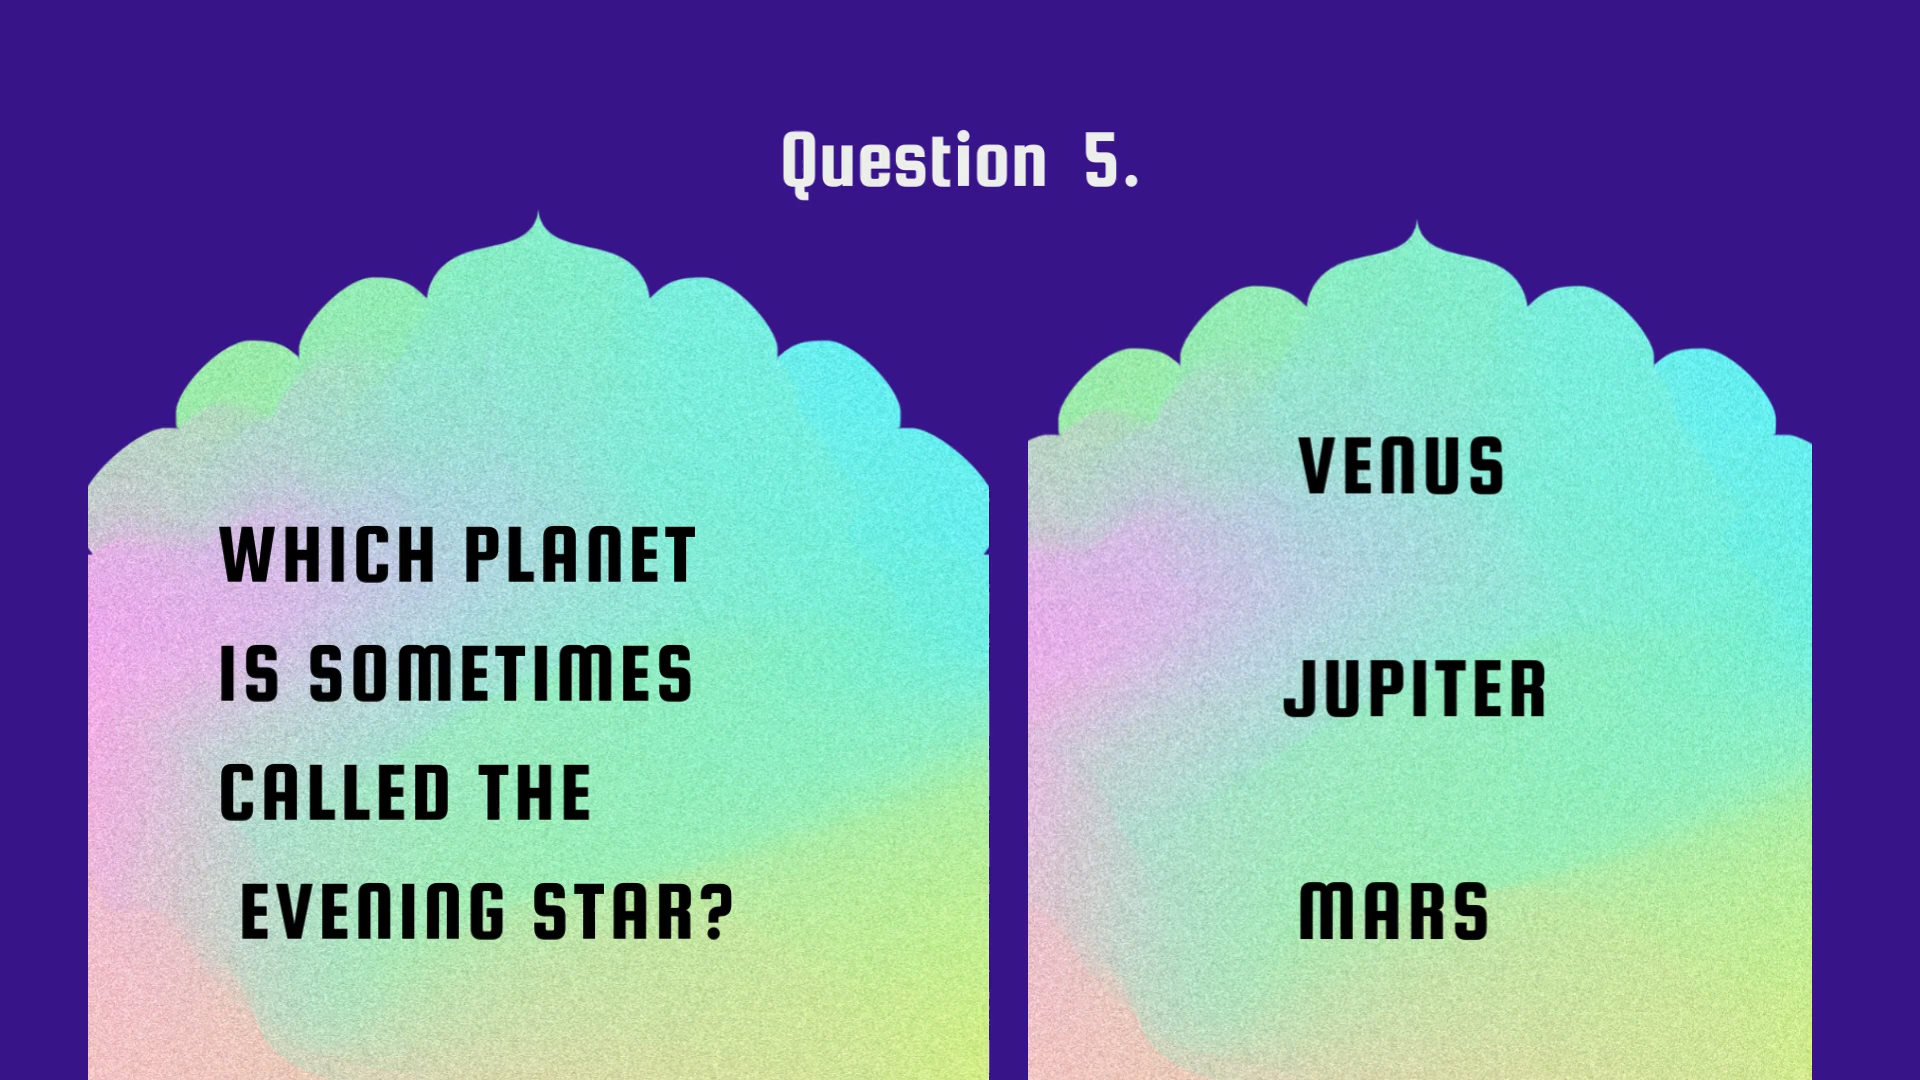 Question 5.
WHICH PLANET
IS SOMETIMES
CALLED THE
EVENING STAR?
VENUS
JUPITER
MARS